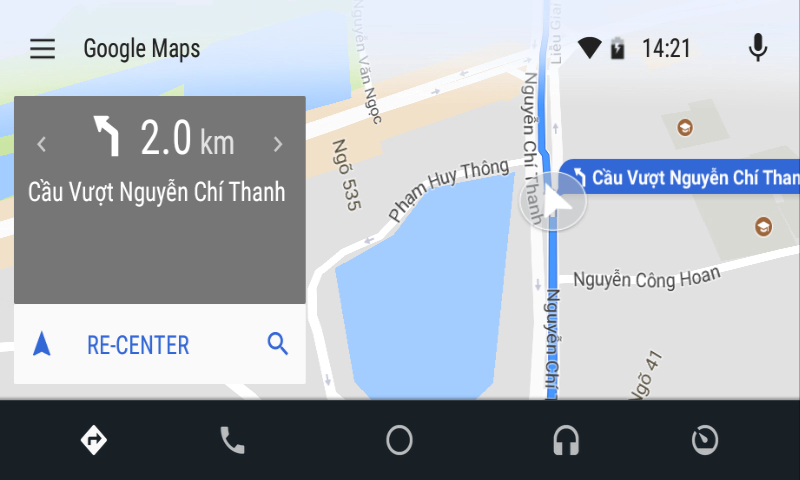 Google Maps
14:21
2.0 km
Cầu Vượt Nguyễn Chí Thanh
RE-CENTER
Nguyễn Văn Ngọc
Liễu Giai
Nguyễn Chí Thanh
Ngõ 535
Phạm Huy Thông
Cầu Vượt Nguyễn Chí Than
Nguyễn Công Hoan
Nguyễn Chí T
Ngõ 41